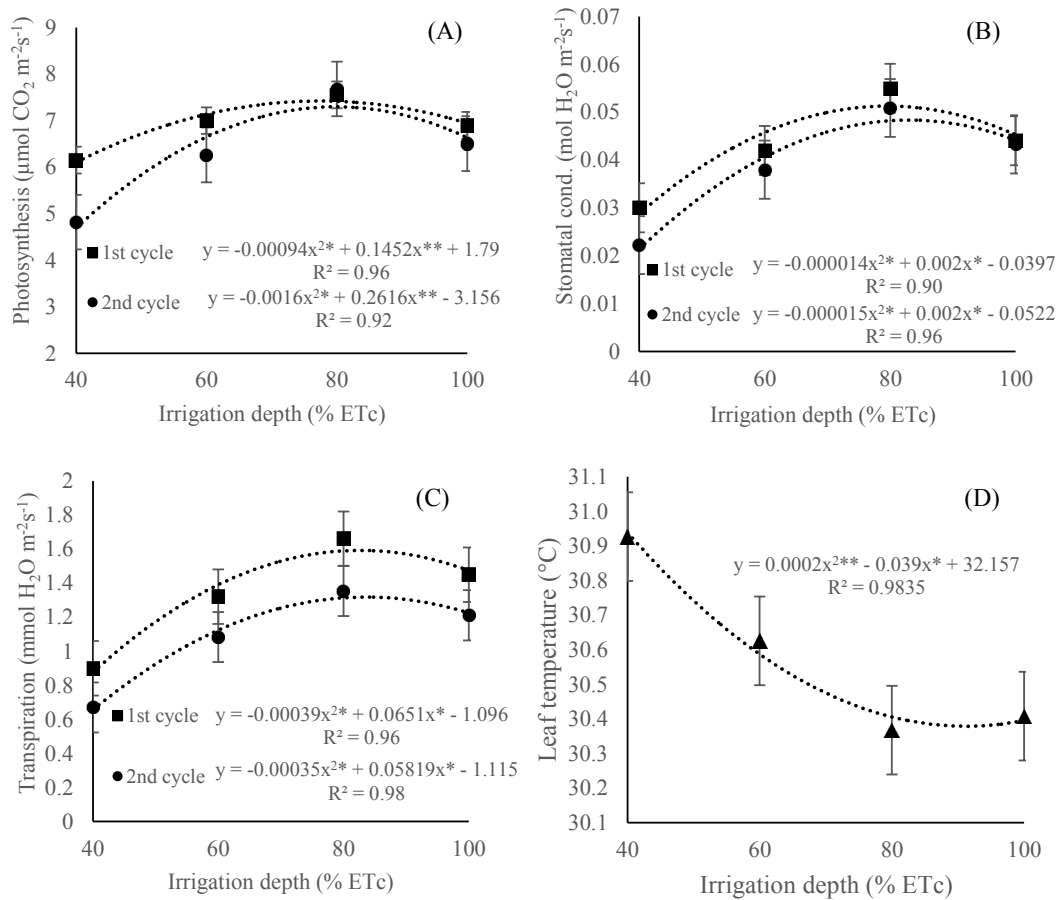 (A)
Photosynthesis (µmol CO₂ m⁻²s⁻¹)
9
8
7
6
5
4
3
2
1st cycle y = -0.00094x²* + 0.1452x** + 1.79
R² = 0.96
2nd cycle y = -0.0016x²* + 0.2616x** - 3.156
R² = 0.92
40 60 80 100
Irrigation depth (% ETc)
(B)
Stomatal cond. (mol H₂O m⁻²s⁻¹)
0.07
0.06
0.05
0.04
0.03
0.02
0.01
0
1st cycle y = -0.000014x²* + 0.002x* - 0.0397
R² = 0.90
2nd cycle y = -0.000015x²* + 0.002x* - 0.0522
R² = 0.96
40 60 80 100
Irrigation depth (% ETc)
(C)
Transpiration (mmol H₂O m⁻²s⁻¹)
2
1.8
1.6
1.4
1.2
1
0.8
0.6
0.4
0.2
0
1st cycle y = -0.00039x²* + 0.0651x* - 1.096
R² = 0.96
2nd cycle y = -0.00035x²* + 0.05819x* - 1.115
R² = 0.98
40 60 80 100
Irrigation depth (% ETc)
(D)
Leaf temperature (°C)
31.1
31.0
30.9
30.8
30.7
30.6
30.5
30.4
30.3
30.2
30.1
y = 0.0002x²** - 0.039x* + 32.157
R² = 0.9835
40 60 80 100
Irrigation depth (% ETc)